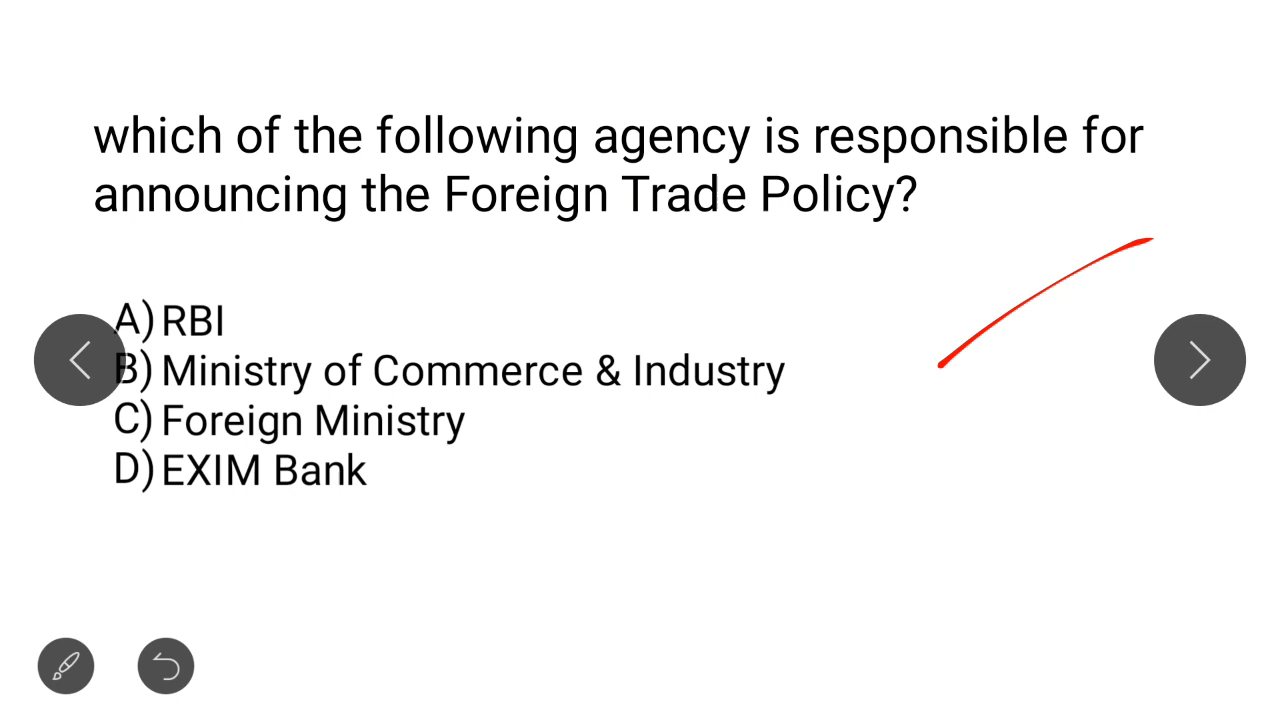 which of the following agency is responsible for
announcing the Foreign Trade Policy?
A) RBI
B) Ministry of Commerce & Industry
C) Foreign Ministry
D) EXIM Bank